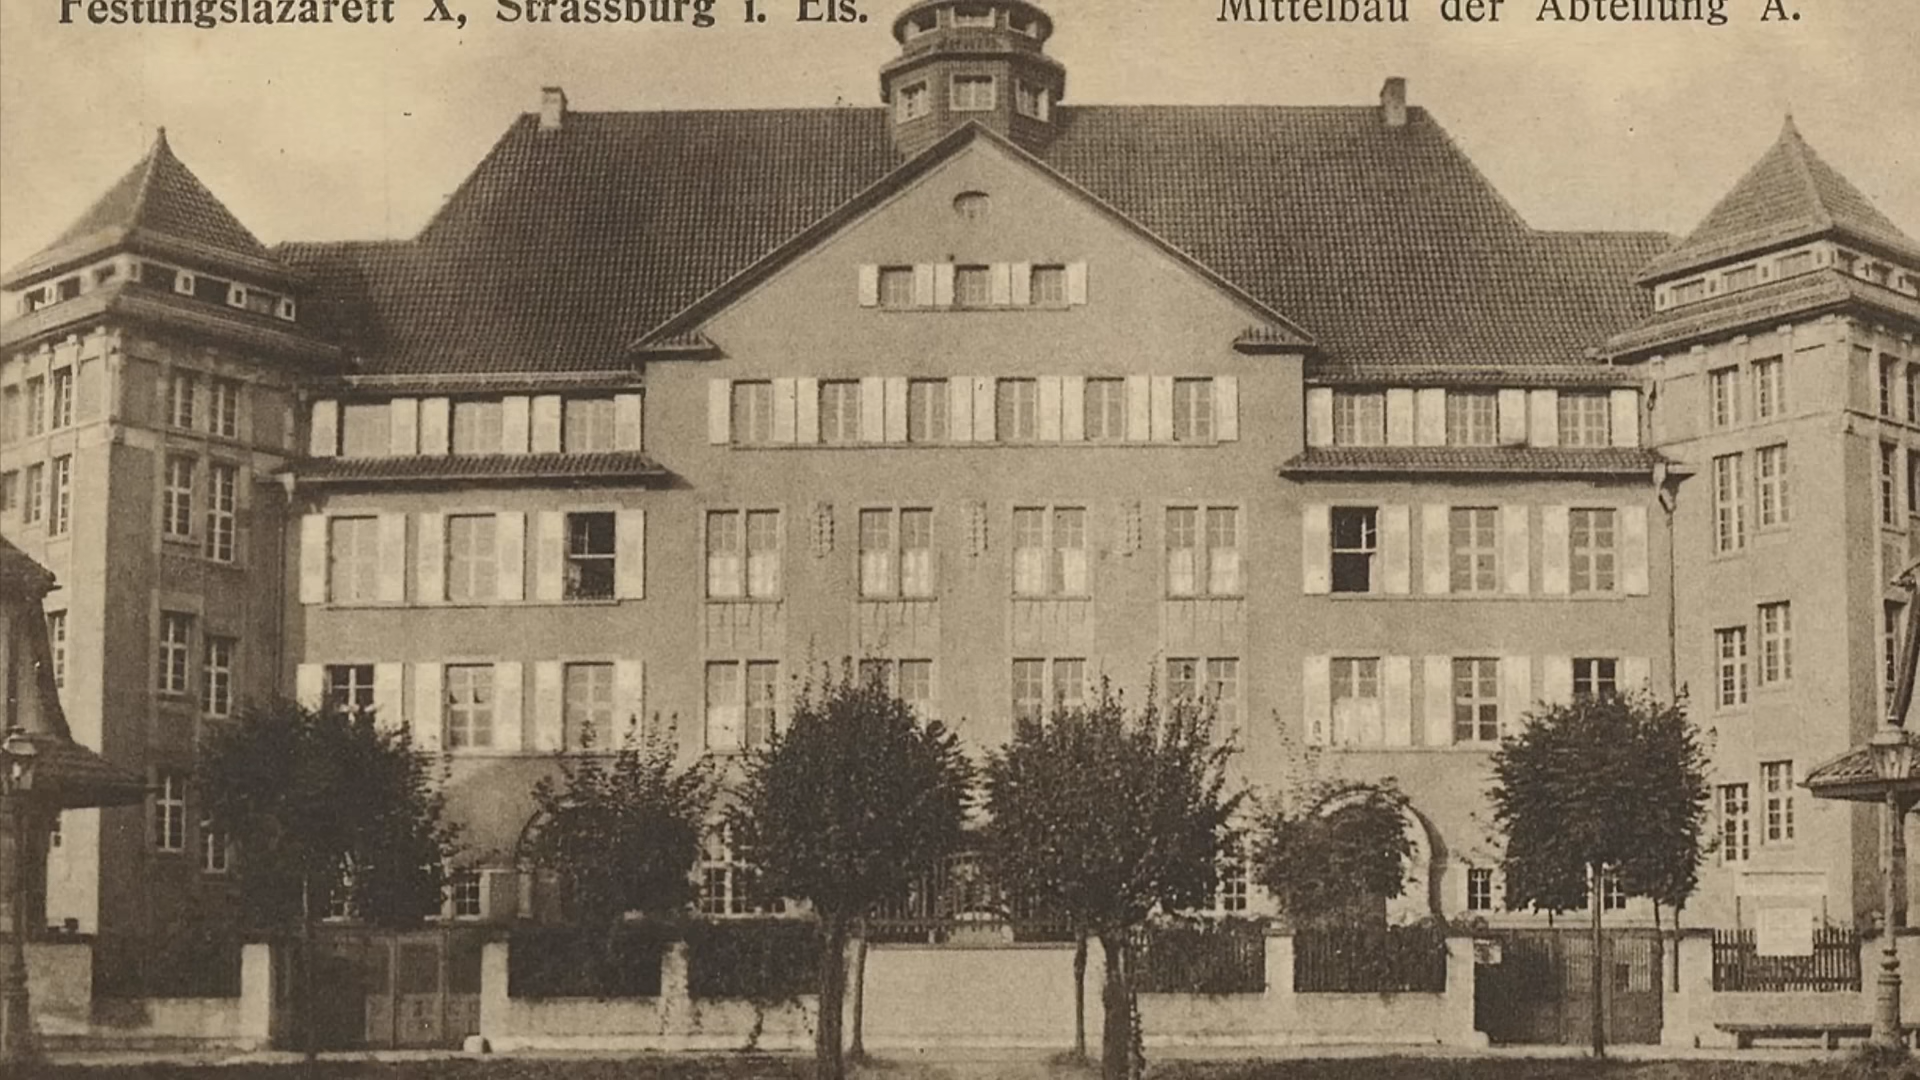 Festungslazarett X, Strassburg i. Els.
Mittelbau der Abteilung A.